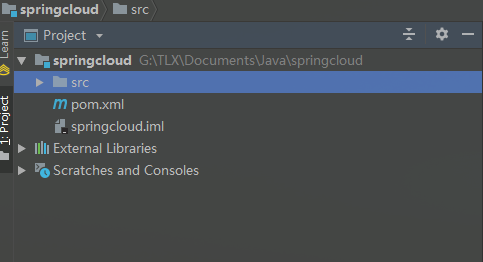 springcloud src
Learn
Project
springcloud G:\TLX\Documents\Java\springcloud
src
1: Project
m pom.xml
springcloud.iml
External Libraries
Scratches and Consoles